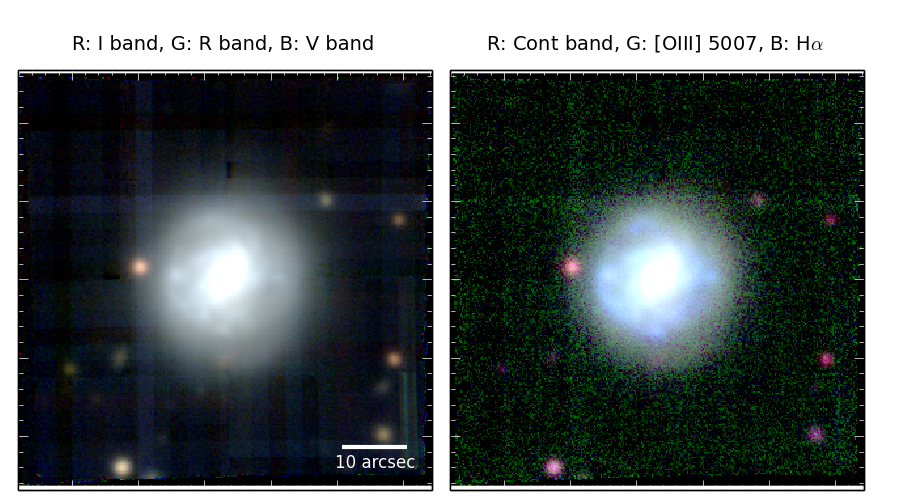 R: I band, G: R band, B: V band
R: Cont band, G: [OIII] 5007, B: Hα
10 arcsec